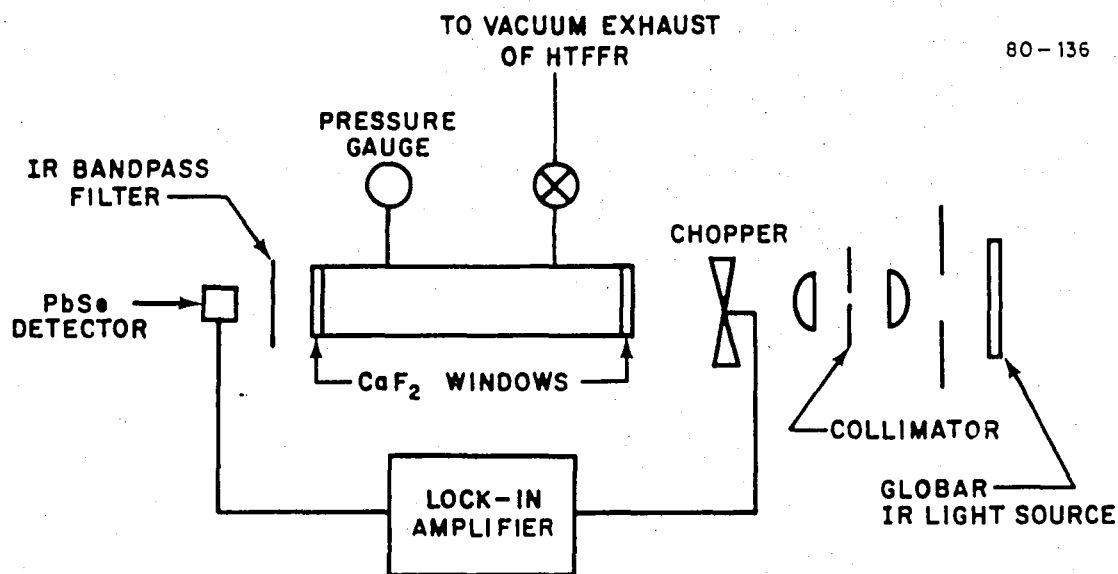 TO VACUUM EXHAUST
OF HTFFR
80-136
PRESSURE
GAUGE
IR BANDPASS
FILTER
CHOPPER
PbSe
DETECTOR
CaF2 WINDOWS
COLLIMATOR
LOCK-IN
AMPLIFIER
GLOBAR
IR LIGHT SOURCE